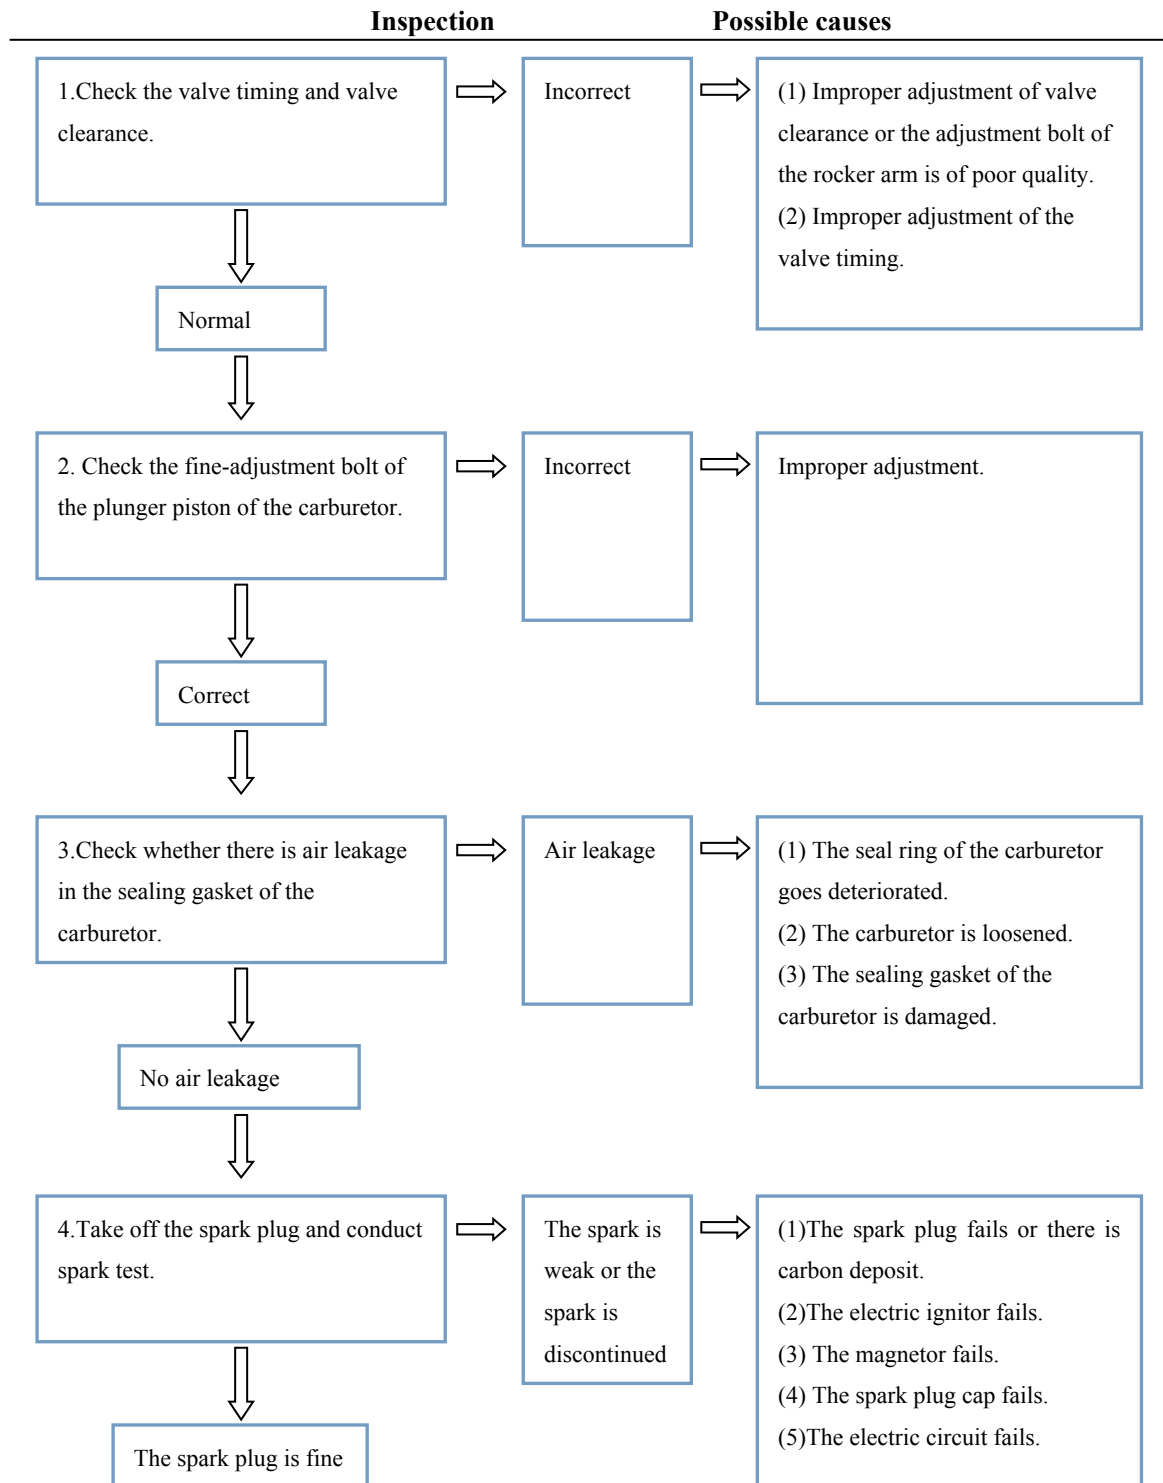 Inspection Possible causes
1.Check the valve timing and valve
clearance.
Incorrect
(1) Improper adjustment of valve
clearance or the adjustment bolt of
the rocker arm is of poor quality.
(2) Improper adjustment of the
valve timing.
Normal
2. Check the fine-adjustment bolt of
the plunger piston of the carburetor.
Incorrect
Improper adjustment.
Correct
3.Check whether there is air leakage
in the sealing gasket of the
carburetor.
Air leakage
(1) The seal ring of the carburetor
goes deteriorated.
(2) The carburetor is loosened.
(3) The sealing gasket of the
carburetor is damaged.
No air leakage
4.Take off the spark plug and conduct
spark test.
The spark is
weak or the
spark is
discontinued
(1)The spark plug fails or there is
carbon deposit.
(2)The electric ignitor fails.
(3) The magnetor fails.
(4) The spark plug cap fails.
(5)The electric circuit fails.
The spark plug is fine